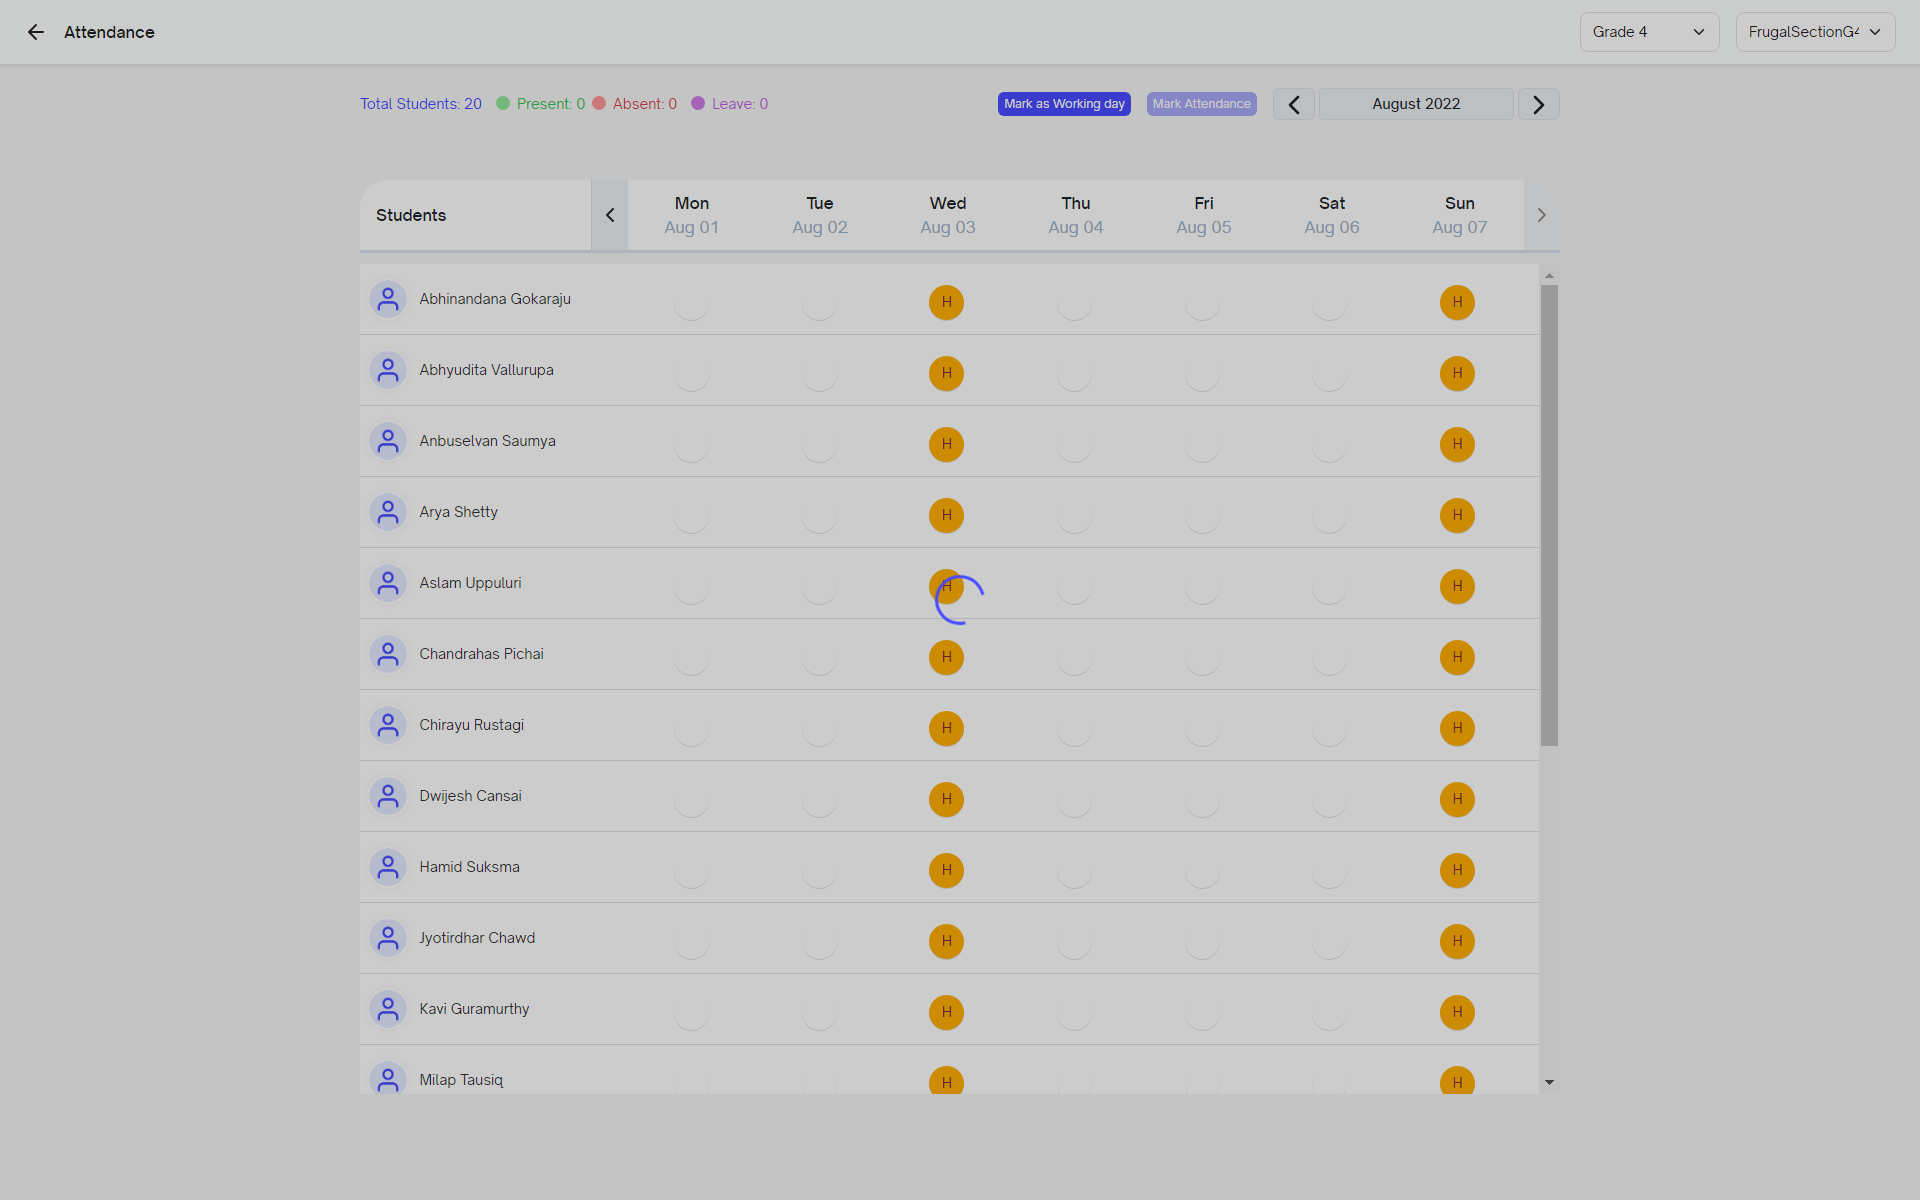 Attendance
Grade 4
FrugalSectionG4
Total Students: 20 Present: 0 Absent: 0 Leave: 0
Mark as Working day
Mark Attendance
August 2022
Students
Mon Tue Wed Thu Fri Sat Sun
Aug 01 Aug 02 Aug 03 Aug 04 Aug 05 Aug 06 Aug 07
Abhinandana Gokaraju H H
Abhyudita Vallurupa H H
Anbuselvan Saumya H H
Arya Shetty H H
Aslam Uppuluri H H
Chandrahas Pichai H H
Chirayu Rustagi H H
Dwijesh Cansai H H
Hamid Suksma H H
Jyotirdhar Chawd H H
Kavi Guramurthy H H
Milap Tausiq H H